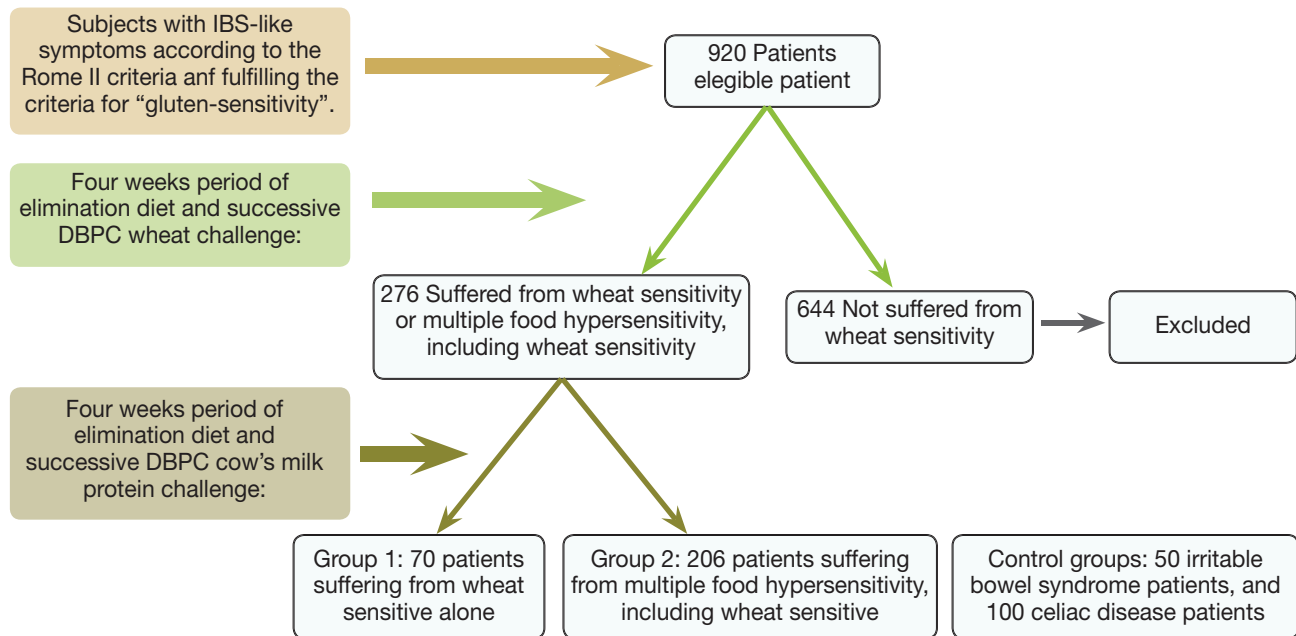 Subjects with IBS-like
symptoms according to the
Rome II criteria anf fulfilling the
criteria for “gluten-sensitivity”.
920 Patients
elegible patient
Four weeks period of
elimination diet and successive
DBPC wheat challenge:
276 Suffered from wheat sensitivity
or multiple food hypersensitivity,
including wheat sensitivity
644 Not suffered from
wheat sensitivity
Excluded
Four weeks period of
elimination diet and
successive DBPC cow’s milk
protein challenge:
Group 1: 70 patients
suffering from wheat
sensitive alone
Group 2: 206 patients suffering
from multiple food hypersensitivity,
including wheat sensitive
Control groups: 50 irritable
bowel syndrome patients, and
100 celiac disease patients